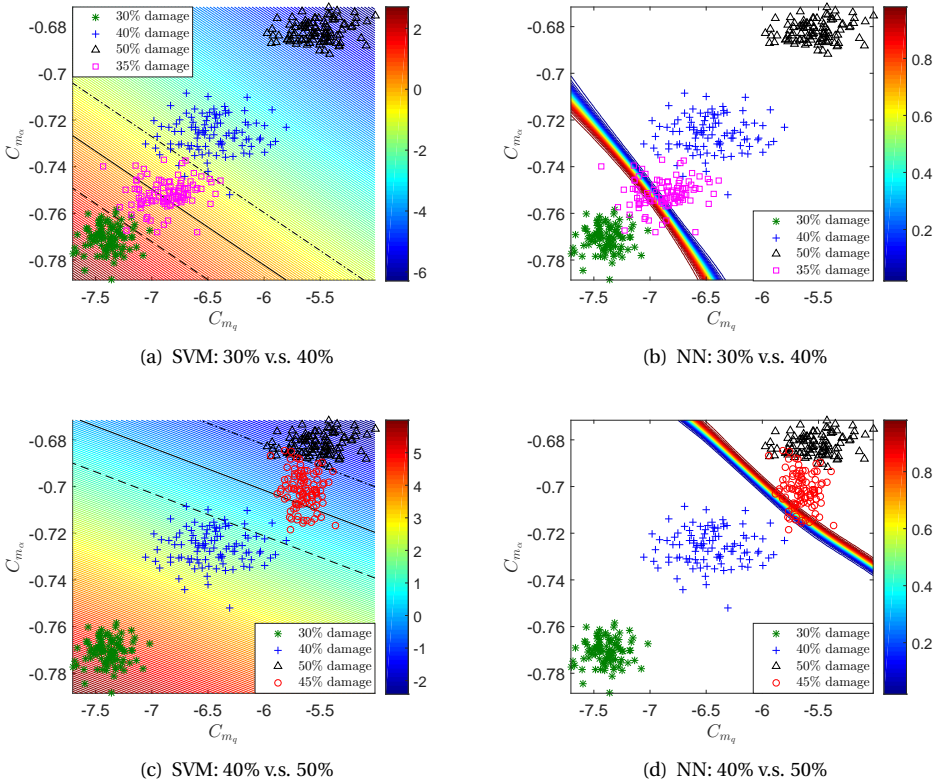 30% damage
40% damage
50% damage
35% damage
-0.68
-0.7
-0.72
-0.74
-0.76
-0.78
C_{m_α}
-7.5 -7 -6.5 -6 -5.5
C_{m_q}
2
0
-2
-4
-6
(a) SVM: 30% v.s. 40%
-0.68
-0.7
-0.72
-0.74
-0.76
-0.78
C_{m_α}
30% damage
40% damage
50% damage
35% damage
-7.5 -7 -6.5 -6 -5.5
C_{m_q}
0.8
0.6
0.4
0.2
(b) NN: 30% v.s. 40%
-0.68
-0.7
-0.72
-0.74
-0.76
-0.78
C_{m_α}
30% damage
40% damage
50% damage
45% damage
-7.5 -7 -6.5 -6 -5.5
C_{m_q}
5
4
3
2
1
0
-1
-2
(c) SVM: 40% v.s. 50%
-0.68
-0.7
-0.72
-0.74
-0.76
-0.78
C_{m_α}
30% damage
40% damage
50% damage
45% damage
-7.5 -7 -6.5 -6 -5.5
C_{m_q}
0.8
0.6
0.4
0.2
(d) NN: 40% v.s. 50%